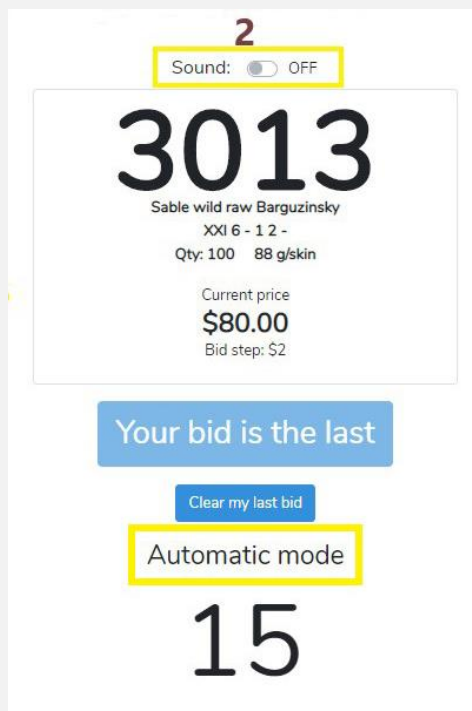 2
Sound: OFF
3013
Sable wild raw Barguzinsky
XXl 6 - 1 2 -
Qty: 100 88 g/skin
Current price
$80.00
Bid step: $2
Your bid is the last
Clear my last bid
Automatic mode
15